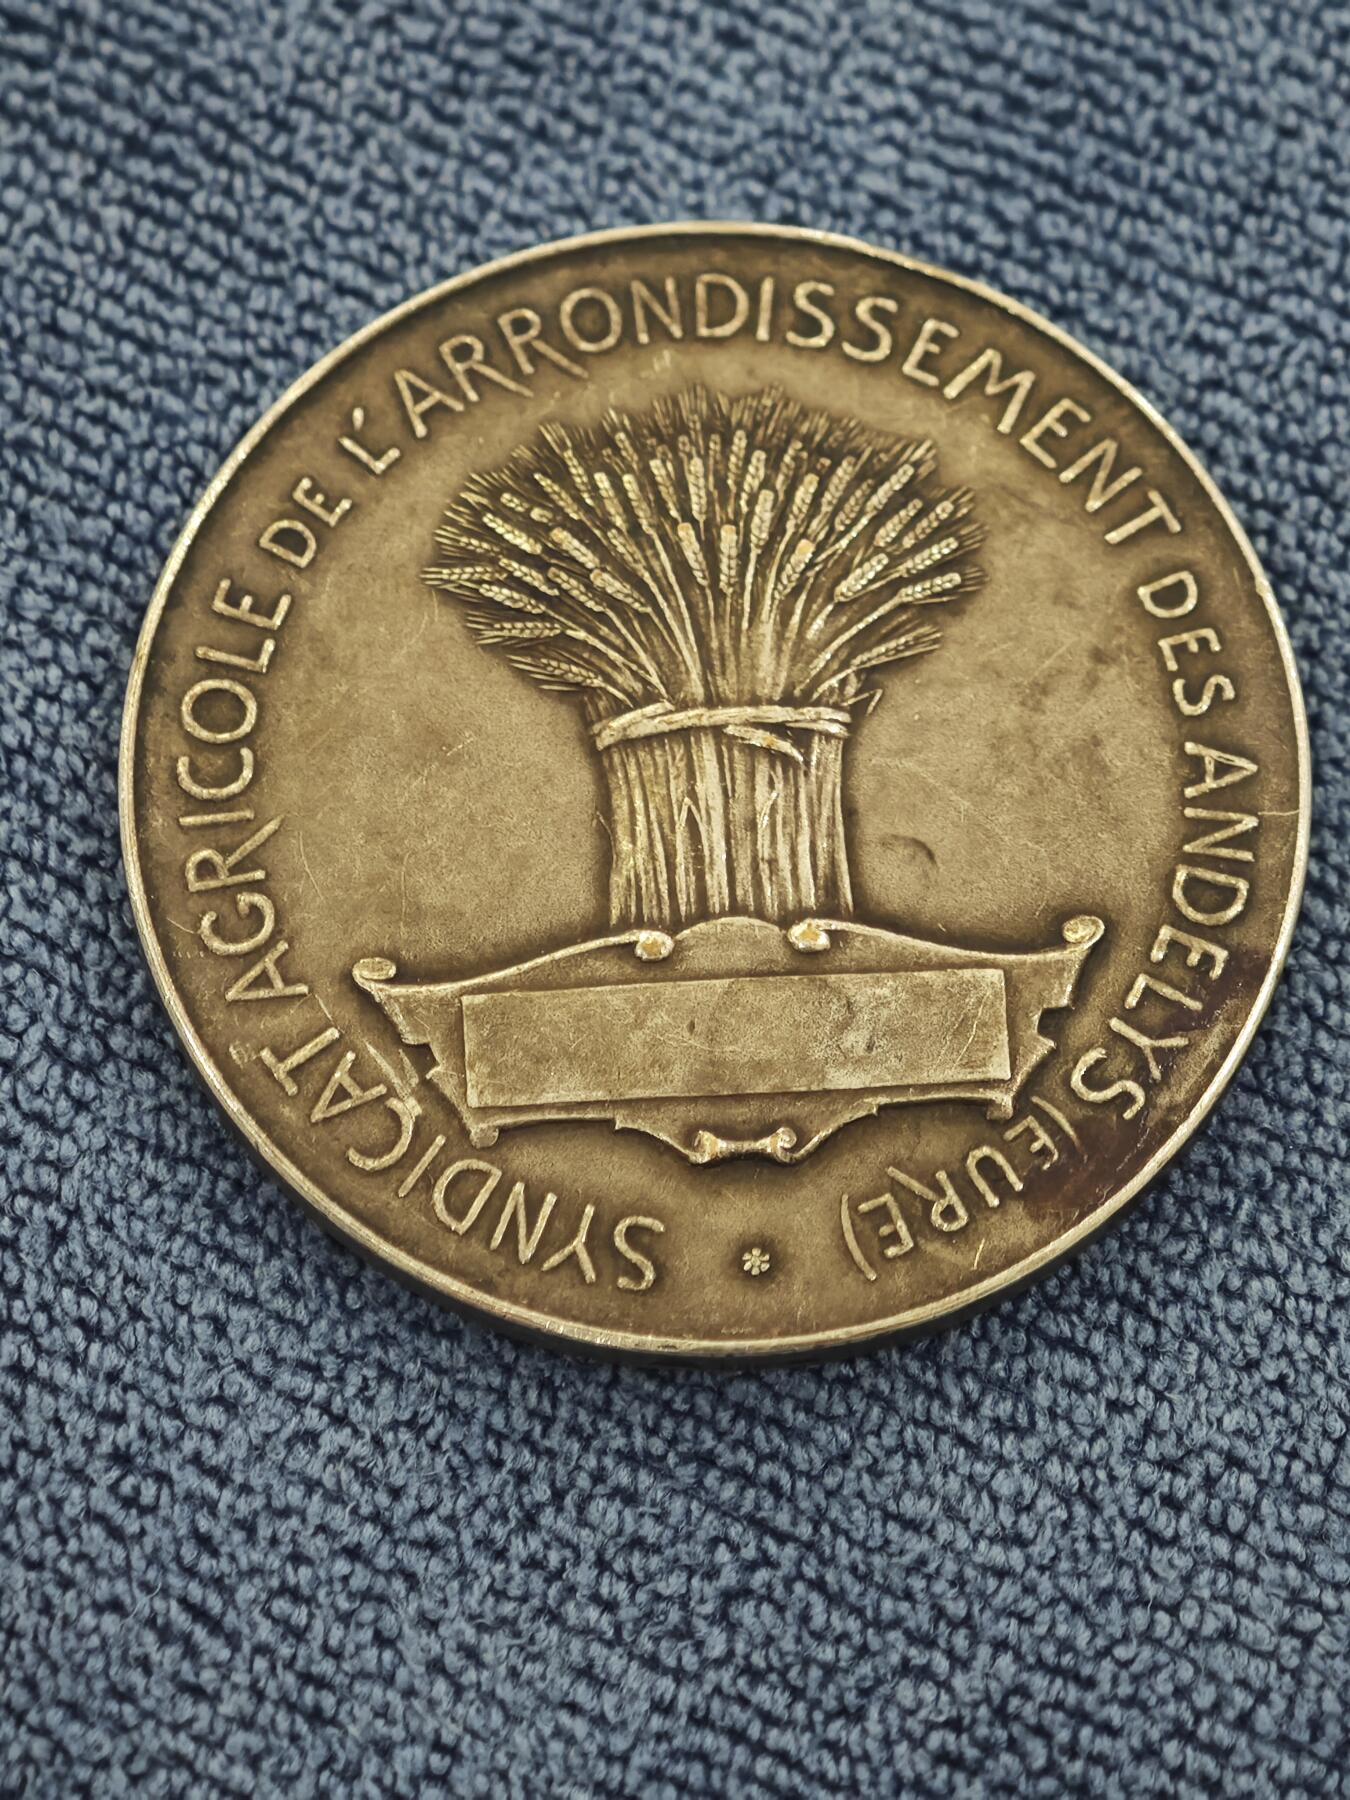 SYNDICAT AGRICOLE DE L'ARRONDISSEMENT DES ANDELYS (EURE)